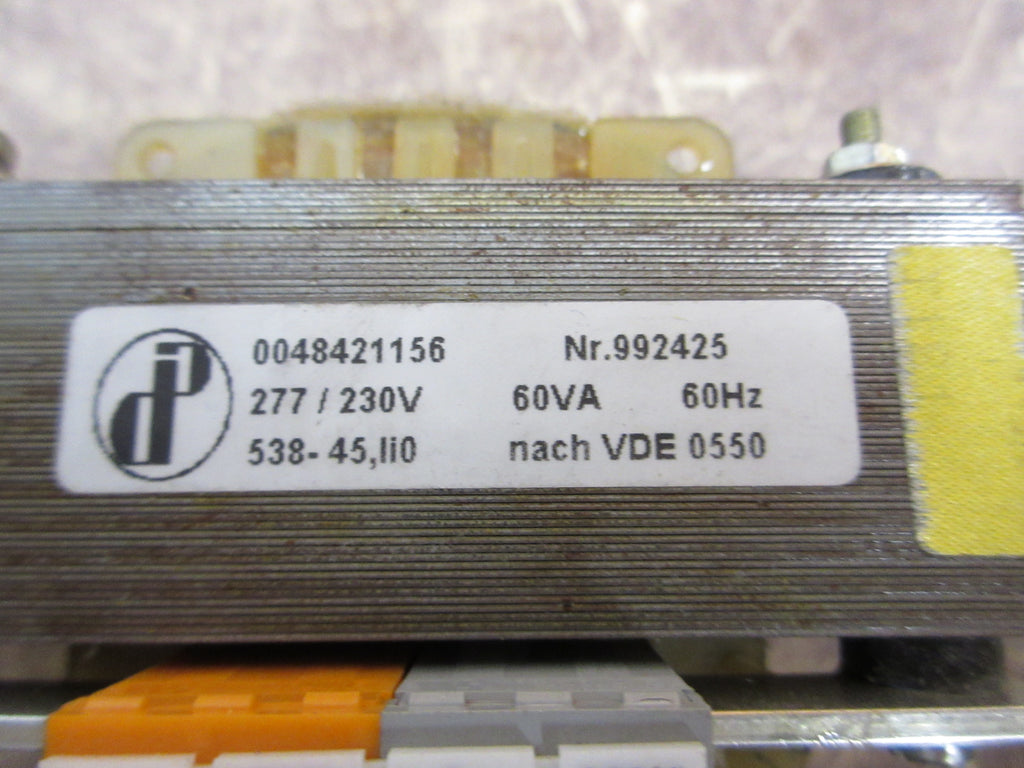 0048421156 Nr.992425
277 / 230V 60VA 60Hz
538- 45,li0 nach VDE 0550